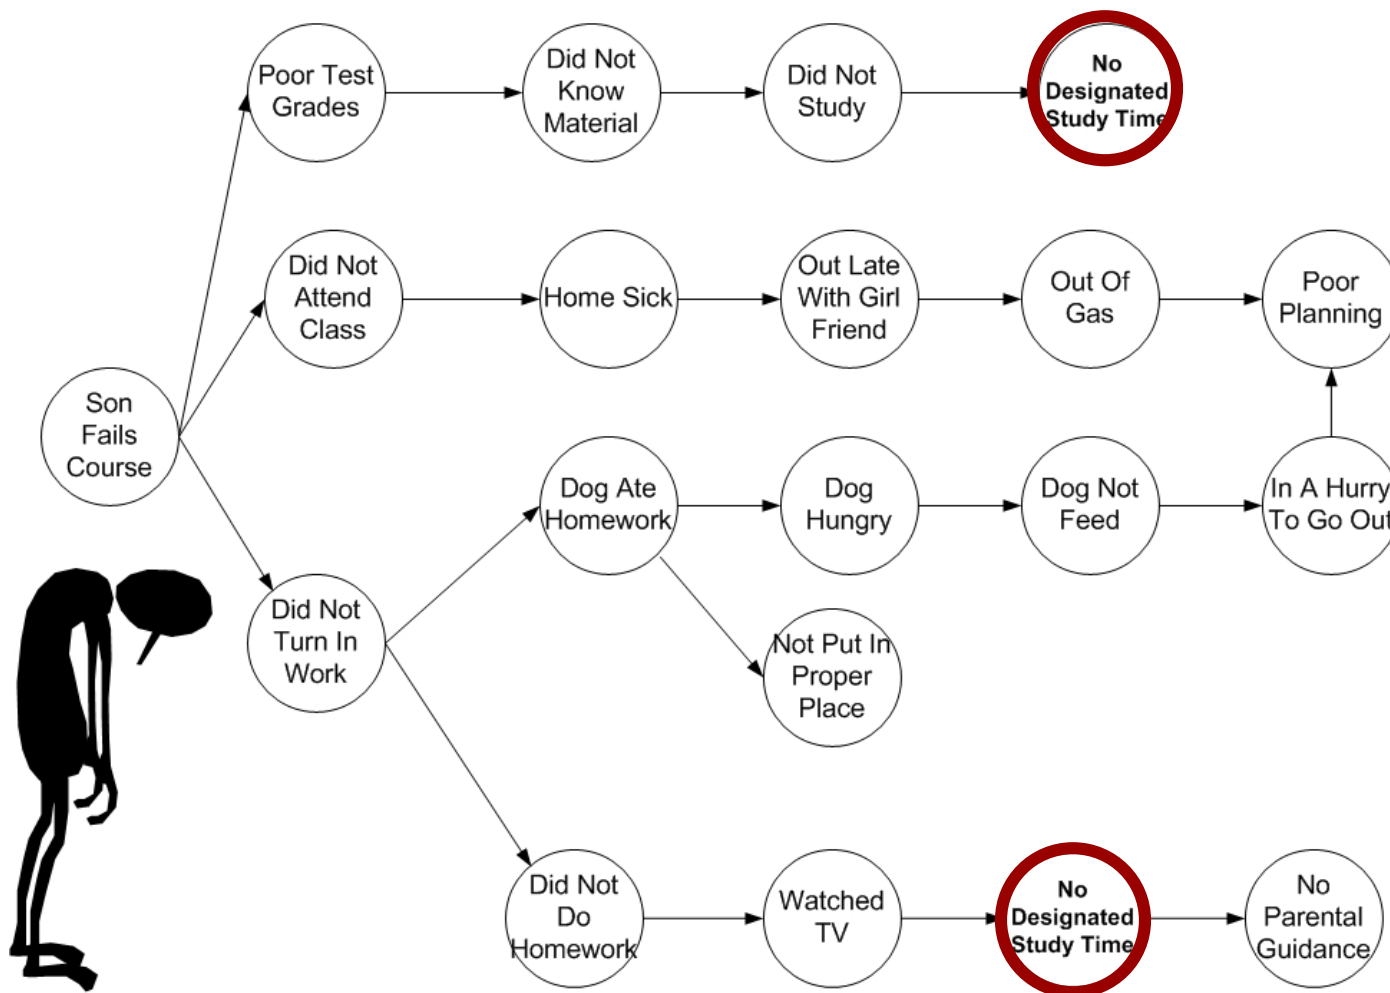 Poor Test
Grades
Did Not
Know
Material
Did Not
Study
No
Designated
Study Time
Did Not
Attend
Class
Home Sick
Out Late
With Girl
Friend
Out Of
Gas
Poor
Planning
Son
Fails
Course
Dog Ate
Homework
Dog
Hungry
Dog Not
Feed
In A Hurry
To Go Out
Did Not
Turn In
Work
Not Put In
Proper
Place
Did Not
Do
Homework
Watched
TV
No
Designated
Study Time
No
Parental
Guidance